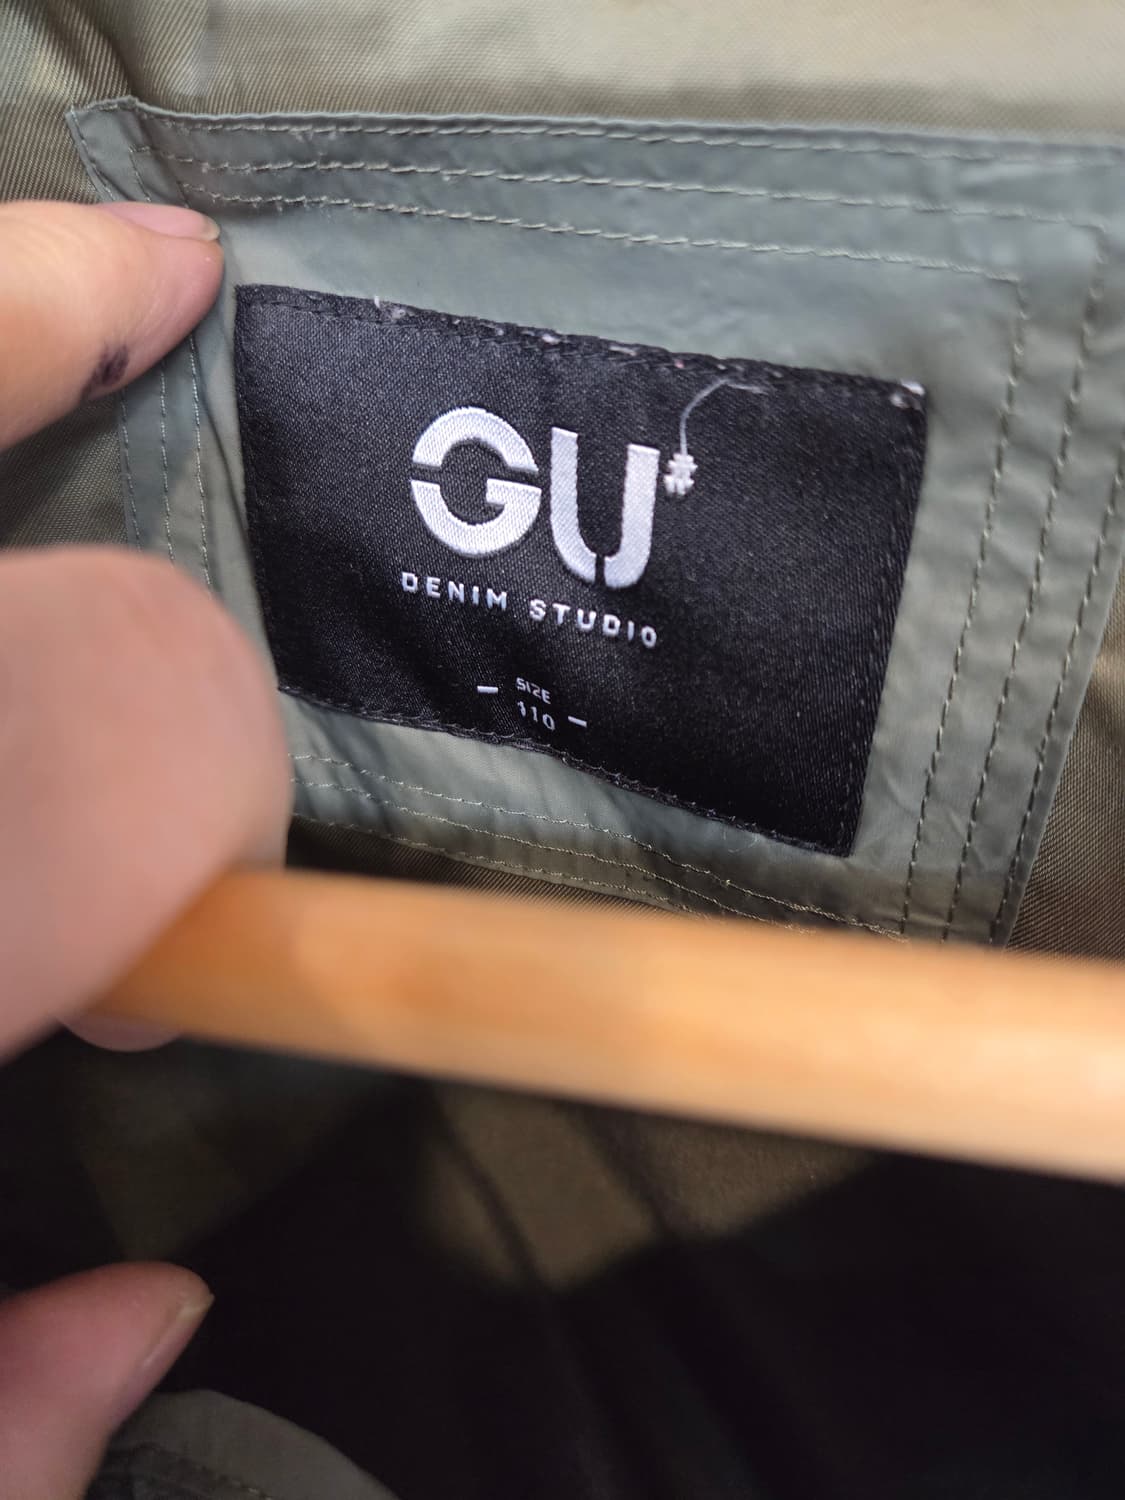 GU#
DENIM STUDIO
SIZE
- 110 -